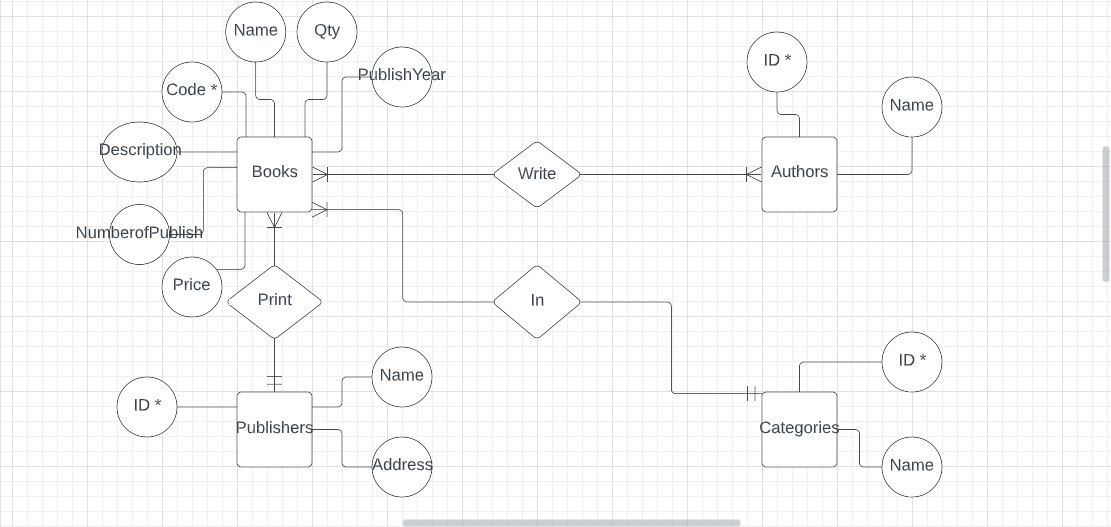 Name
Qty
PublishYear
ID *
Code *
Name
Description
Books
Write
Authors
NumberofPublish
Price
Print
In
ID *
Name
ID *
Publishers
Categories
Address
Name